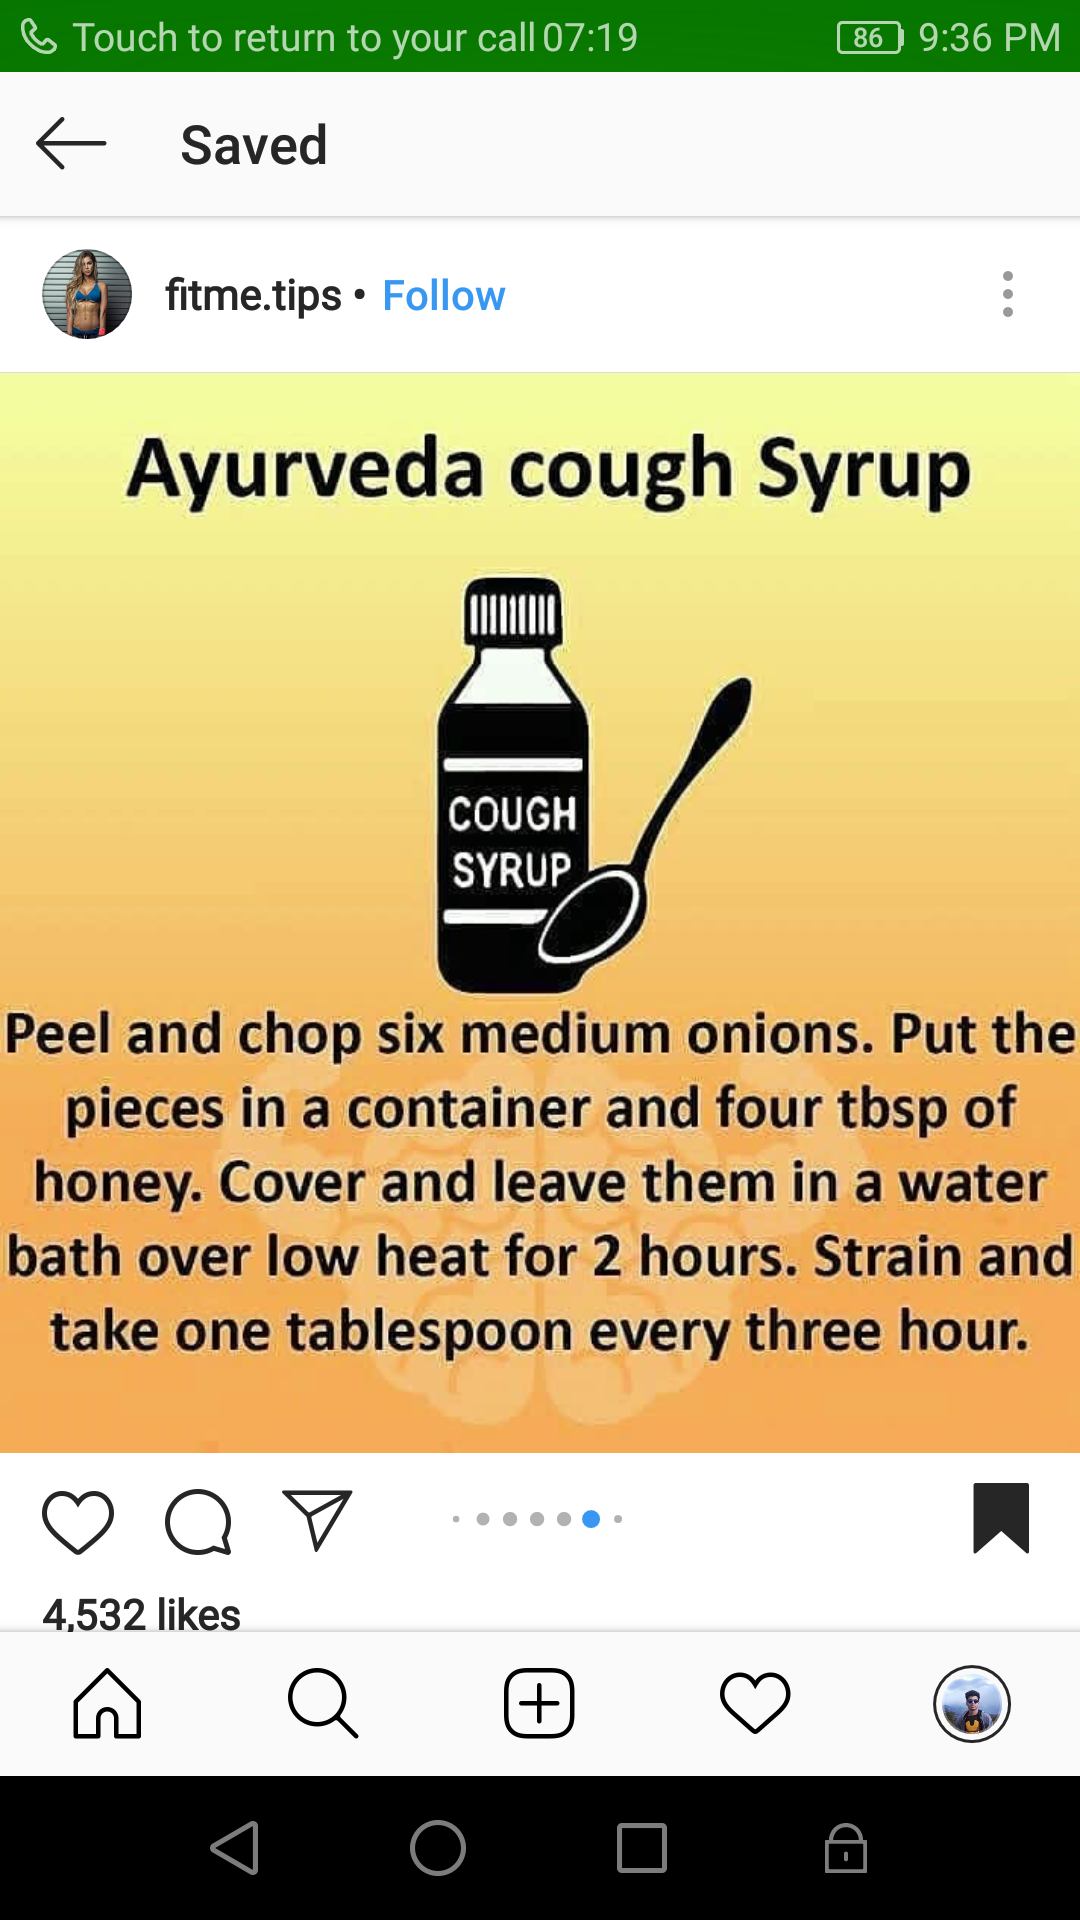 Touch to return to your call 07:19 86 9:36 PM
Saved
fitme.tips • Follow
Ayurveda cough Syrup
COUGH
SYRUP
Peel and chop six medium onions. Put the
pieces in a container and four tbsp of
honey. Cover and leave them in a water
bath over low heat for 2 hours. Strain and
take one tablespoon every three hour.
4,532 likes